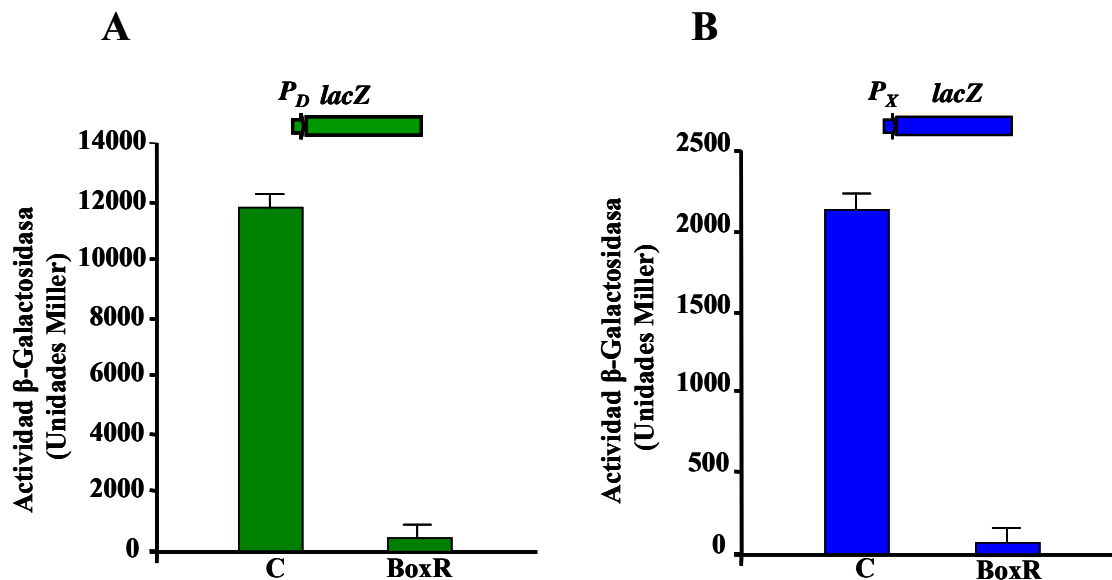 A
P_D lacZ
14000
12000
10000
8000
6000
4000
2000
0
Actividad β-Galactosidasa
(Unidades Miller)
C BoxR
B
P_X lacZ
2500
2000
1500
1000
500
0
Actividad β-Galactosidasa
(Unidades Miller)
C BoxR